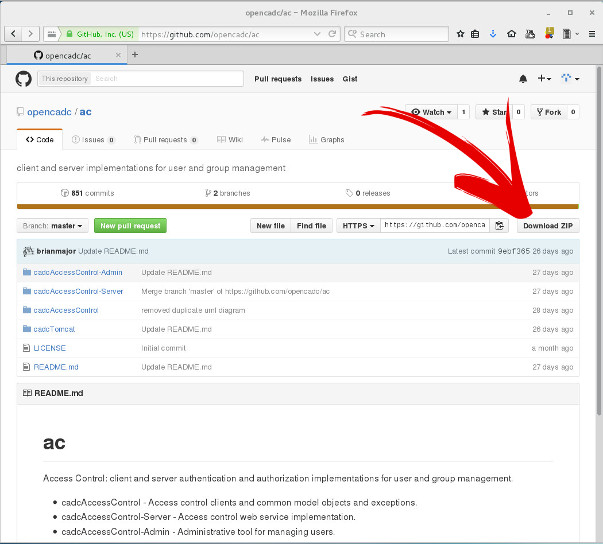 opencadc/ac - Mozilla Firefox
GitHub, Inc. (US) https://github.com/opencadc/ac Search
opencadc/ac
This repository Search Pull requests Issues Gist
opencadc / ac Watch 1 Star 0 Fork 0
Code Issues 0 Pull requests 0 Wiki Pulse Graphs
client and server implementations for user and group management
851 commits 2 branches 0 releases
Branch: master New pull request New file Find file HTTPS https://github.com/openca Download ZIP
brianmajor Update README.md Latest commit 9ebf365 26 days ago
cadcAccessControl-Admin Update README.md 27 days ago
cadcAccessControl-Server Merge branch 'master' of https://github.com/opencadc/ac 27 days ago
cadcAccessControl removed duplicate uml diagram 28 days ago
cadcTomcat Update README.md 26 days ago
LICENSE Initial commit a month ago
README.md Update README.md 27 days ago
README.md
ac
Access Control: client and server authentication and authorization implementations for user and group management.
• cadcAccessControl - Access control clients and common model objects and exceptions.
• cadcAccessControl-Server - Access control web service implementation.
• cadcAccessControl-Admin - Administrative tool for managing users.